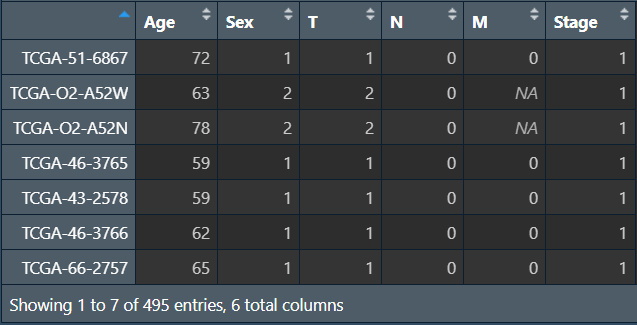 Age Sex T N M Stage
TCGA-51-6867 72 1 1 0 0 1
TCGA-O2-A52W 63 2 2 0 NA 1
TCGA-O2-A52N 78 2 2 0 NA 1
TCGA-46-3765 59 1 1 0 0 1
TCGA-43-2578 59 1 1 0 0 1
TCGA-46-3766 62 1 1 0 0 1
TCGA-66-2757 65 1 1 0 0 1
Showing 1 to 7 of 495 entries, 6 total columns